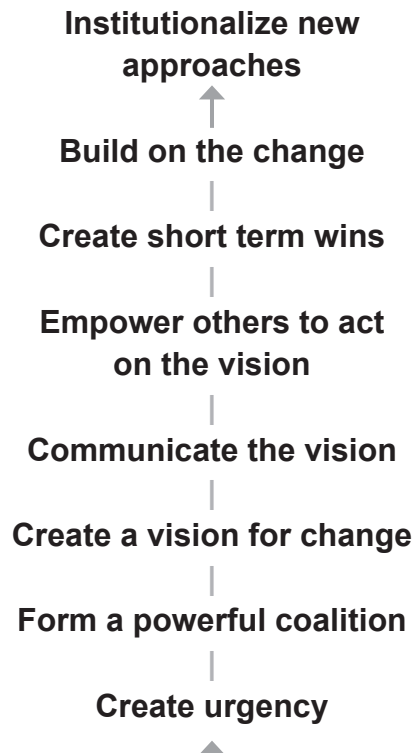 Institutionalize new
approaches
Build on the change
Create short term wins
Empower others to act
on the vision
Communicate the vision
Create a vision for change
Form a powerful coalition
Create urgency